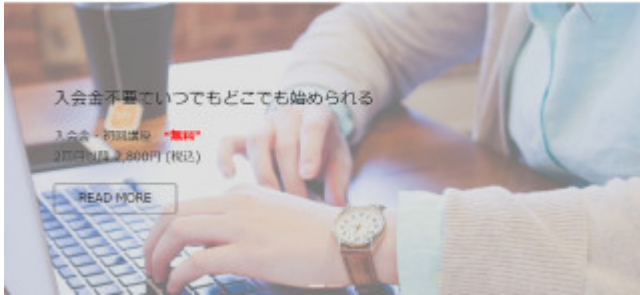 入会金不要でいつでもどこでも始められる
入会金・初回講座 “無料”
2回目以降 2,800円 (税込)
READ MORE